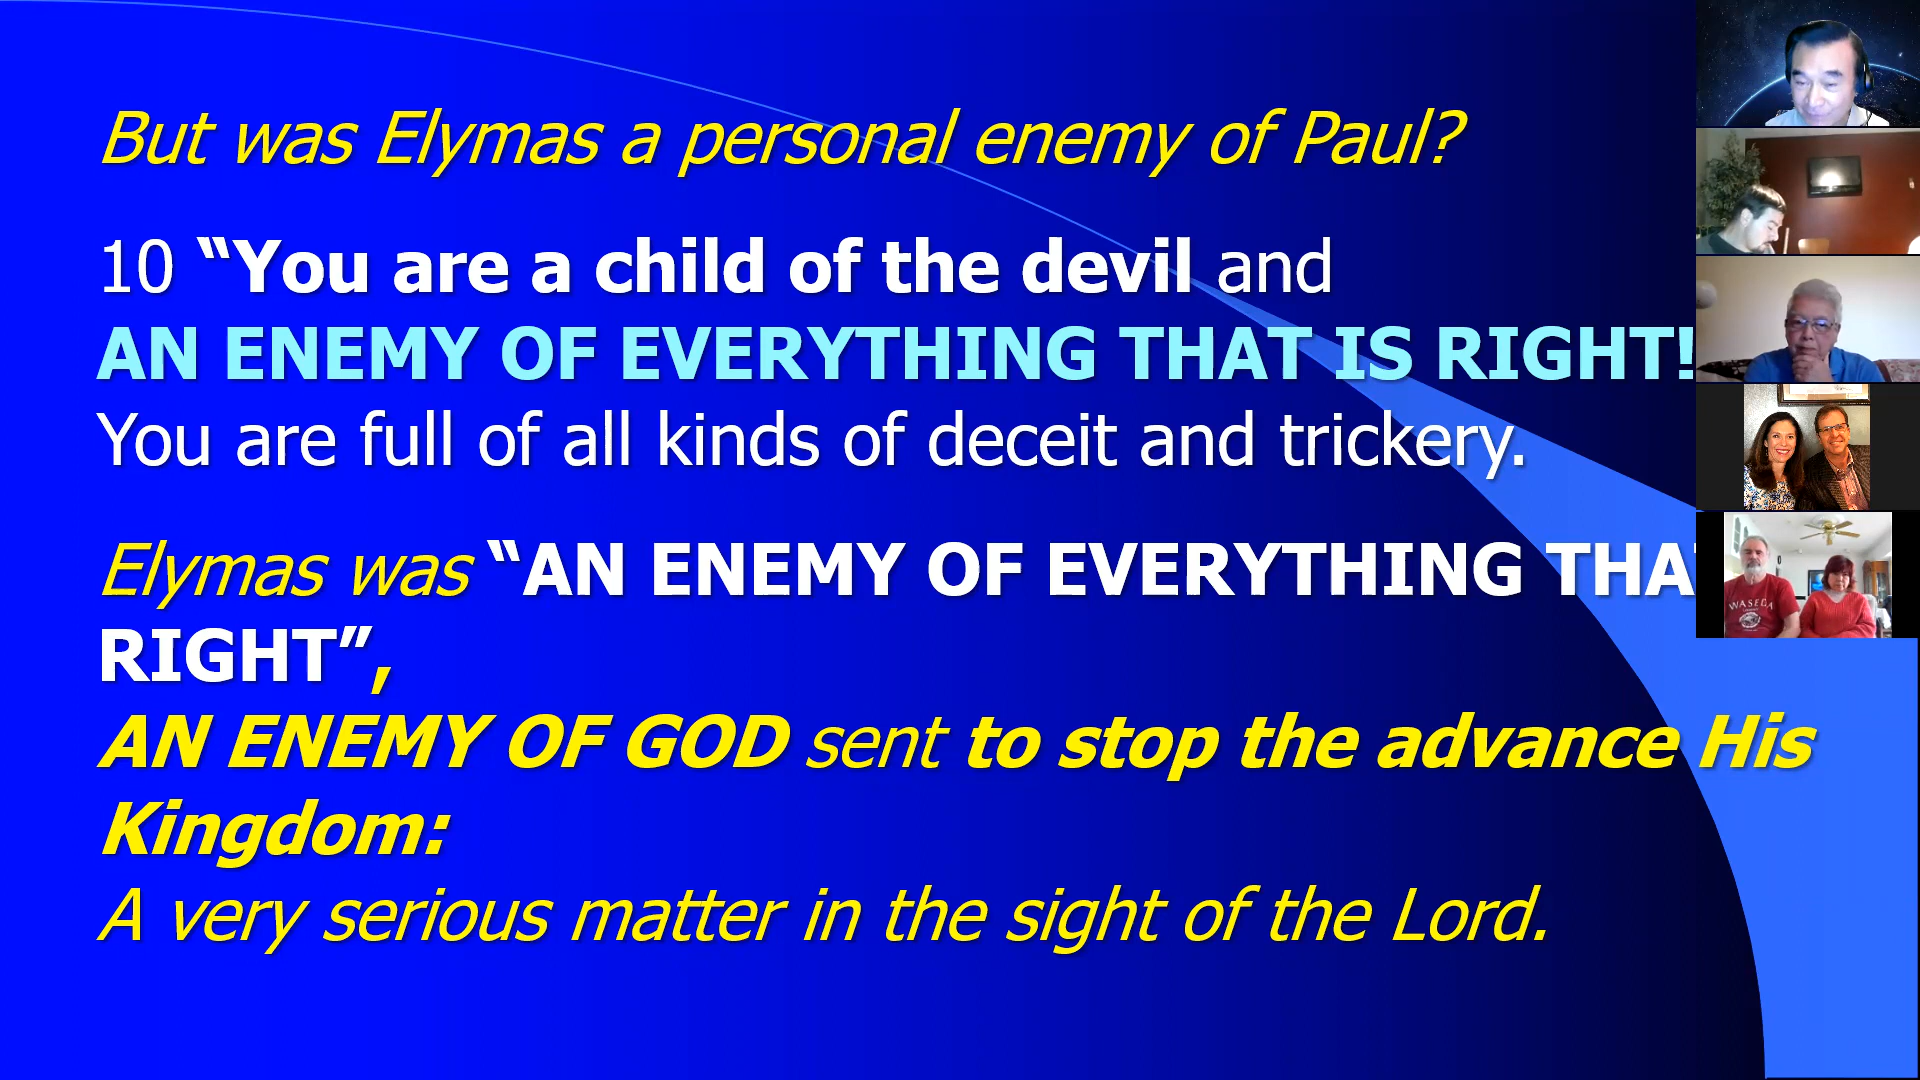 But was Elymas a personal enemy of Paul?
10 “You are a child of the devil and
AN ENEMY OF EVERYTHING THAT IS RIGHT!
You are full of all kinds of deceit and trickery.
Elymas was “AN ENEMY OF EVERYTHING
RIGHT”,
AN ENEMY OF GOD sent to stop the advance His
Kingdom:
A very serious matter in the sight of the Lord.
WASEDA